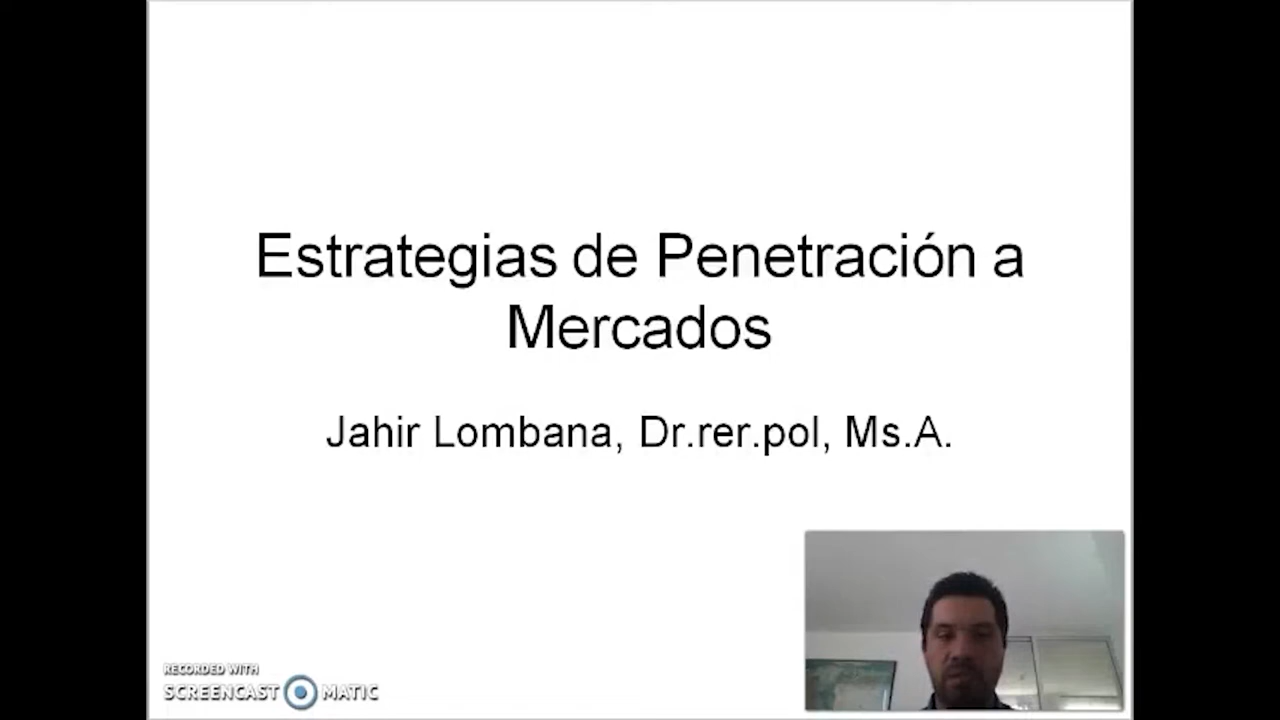 Estrategias de Penetración a
Mercados
Jahir Lombana, Dr.rer.pol, Ms.A.
RECORDED WITH
SCREENCAST MATIC